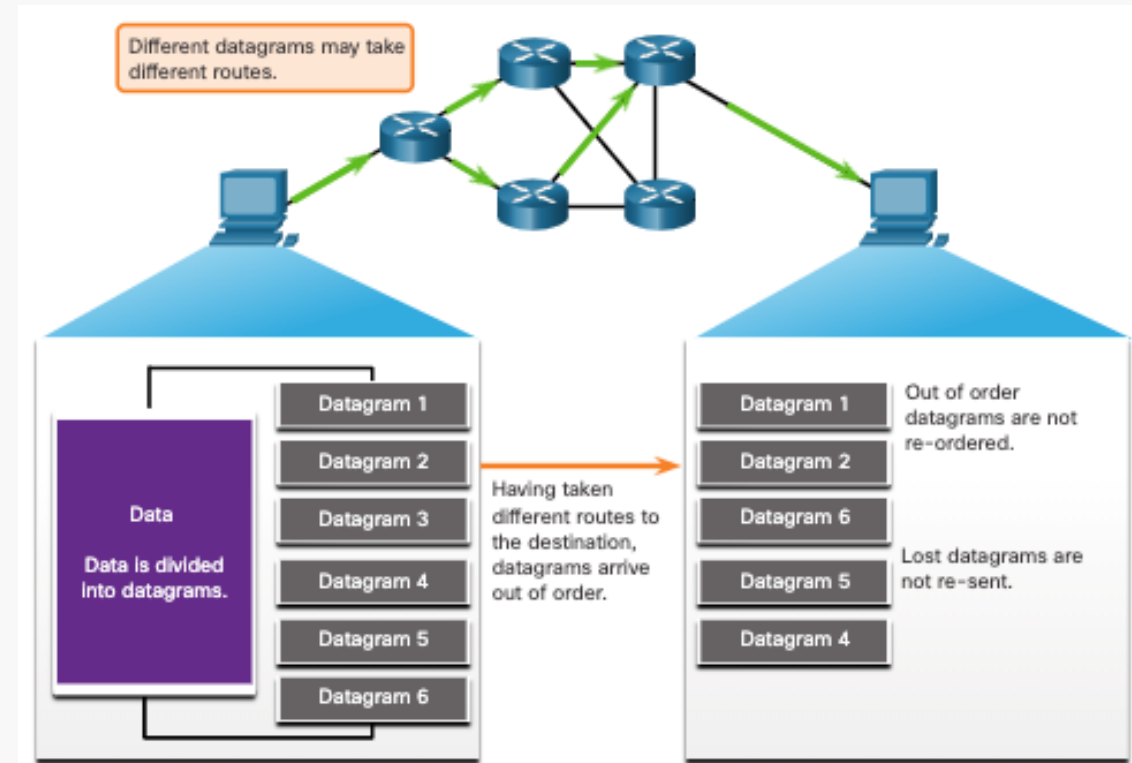 Different datagrams may take
different routes.
Data
Data is divided
into datagrams.
Datagram 1
Datagram 2
Datagram 3
Datagram 4
Datagram 5
Datagram 6
Having taken
different routes to
the destination,
datagrams arrive
out of order.
Datagram 1
Datagram 2
Datagram 6
Datagram 5
Datagram 4
Out of order
datagrams are not
re-ordered.
Lost datagrams are
not re-sent.